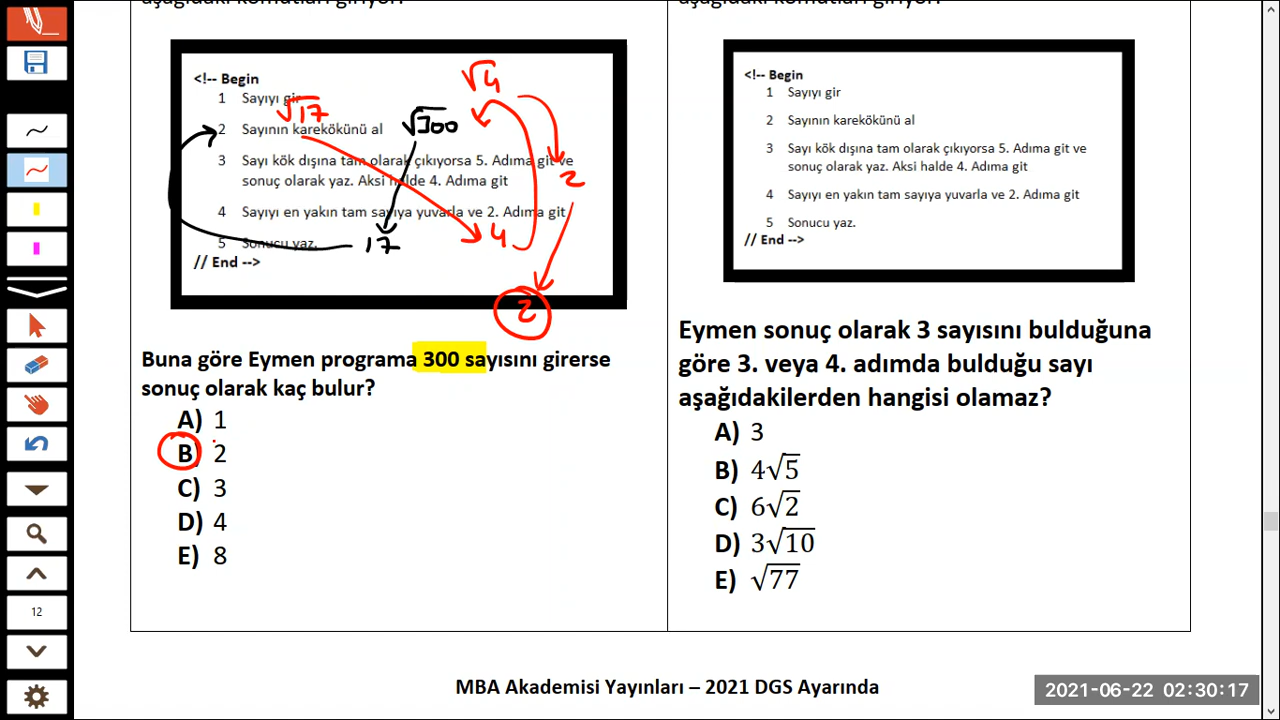 aşağıdaki komutları giriyor.
<!-- Begin
1 Sayıyı gir
√17
√4
2 Sayının karekökünü al
√300
3 Sayı kök dışına tam olarak çıkıyorsa 5. Adıma git ve
sonuç olarak yaz. Aksi halde 4. Adıma git
2
4 Sayıyı en yakın tam sayıya yuvarla ve 2. Adıma git
5 Sonucu yaz.
17
4
// End -->
2
Buna göre Eymen programa 300 sayısını girerse
sonuç olarak kaç bulur?
A) 1
B) 2
C) 3
D) 4
E) 8
aşağıdaki komutları giriyor.
<!-- Begin
1 Sayıyı gir
2 Sayının karekökünü al
3 Sayı kök dışına tam olarak çıkıyorsa 5. Adıma git ve
sonuç olarak yaz. Aksi halde 4. Adıma git
4 Sayıyı en yakın tam sayıya yuvarla ve 2. Adıma git
5 Sonucu yaz.
// End -->
Eymen sonuç olarak 3 sayısını bulduğuna
göre 3. veya 4. adımda bulduğu sayı
aşağıdakilerden hangisi olamaz?
A) 3
B) 4√5
C) 6√2
D) 3√10
E) √77
12
MBA Akademisi Yayınları – 2021 DGS Ayarında
2021-06-22 02:30:17